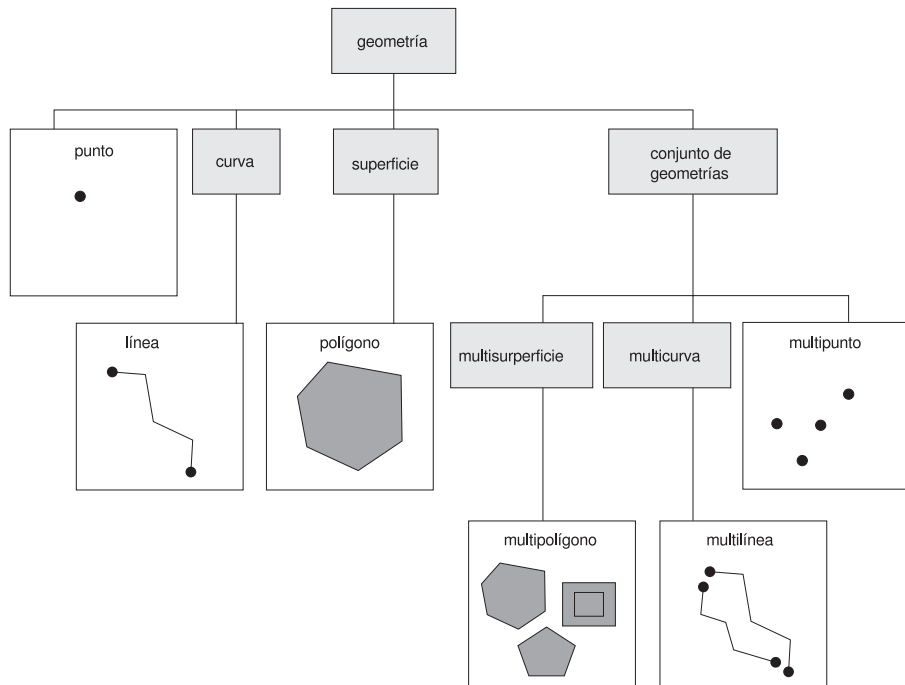 geometría
punto
curva
superficie
conjunto de
geometrías
línea
polígono
multisurperficie
multicurva
multipunto
multipolígono
multilínea